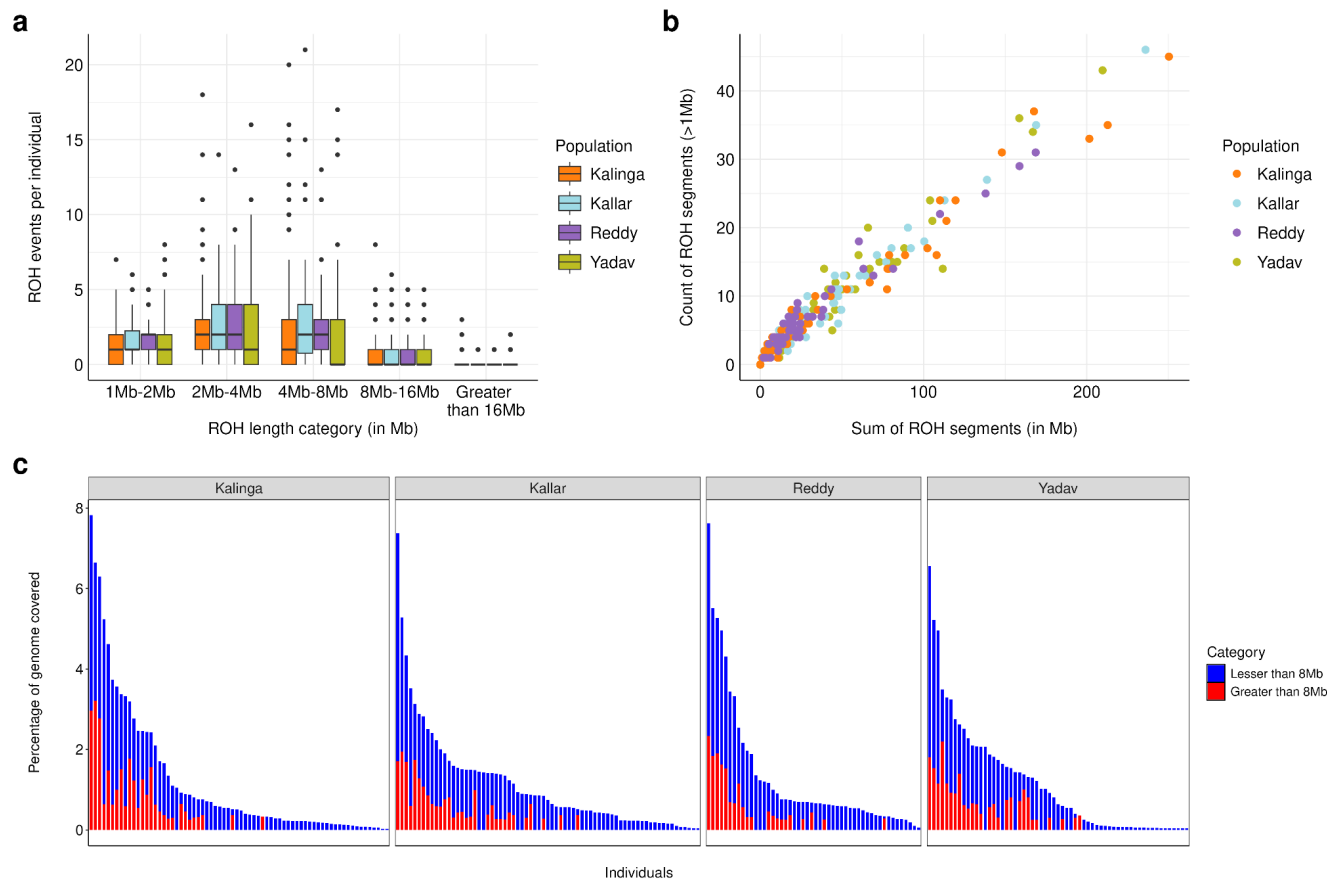 a
ROH events per individual
20
15
10
5
0
1Mb-2Mb
2Mb-4Mb
4Mb-8Mb
8Mb-16Mb
Greater
than 16Mb
ROH length category (in Mb)
Population
Kalinga
Kallar
Reddy
Yadav
b
Count of ROH segments (>1Mb)
40
30
20
10
0
0
100
200
Sum of ROH segments (in Mb)
Population
Kalinga
Kallar
Reddy
Yadav
c
Kalinga
Kallar
Reddy
Yadav
Percentage of genome covered
8
6
4
2
0
Individuals
Category
Lesser than 8Mb
Greater than 8Mb